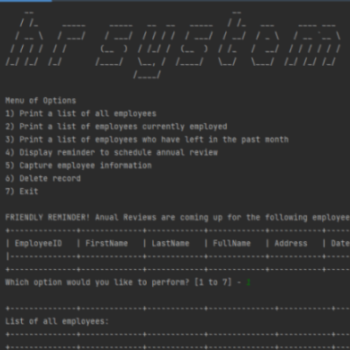 hr system
Menu of Options
1) Print a list of all employees
2) Print a list of employees currently employed
3) Print a list of employees who have left in the past month
4) Display reminder to schedule annual review
5) Capture employee information
6) Delete record
7) Exit
FRIENDLY REMINDER! Anual Reviews are coming up for the following employee
| EmployeeID | FirstName | LastName | FullName | Address | Date
Which option would you like to perform? [1 to 7] -
List of all employees: